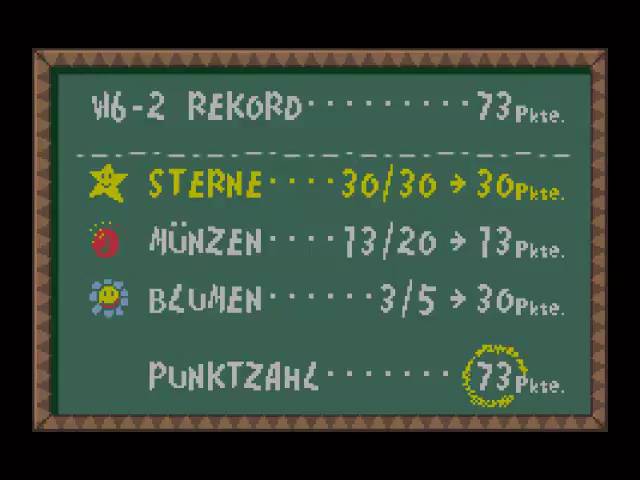 W6-2 REKORD·········73Pkte.
STERNE····30/30→30Pkte.
MÜNZEN····13/20→13Pkte.
BLUMEN······3/5→30Pkte.
PUNKTZAHL·······73Pkte.